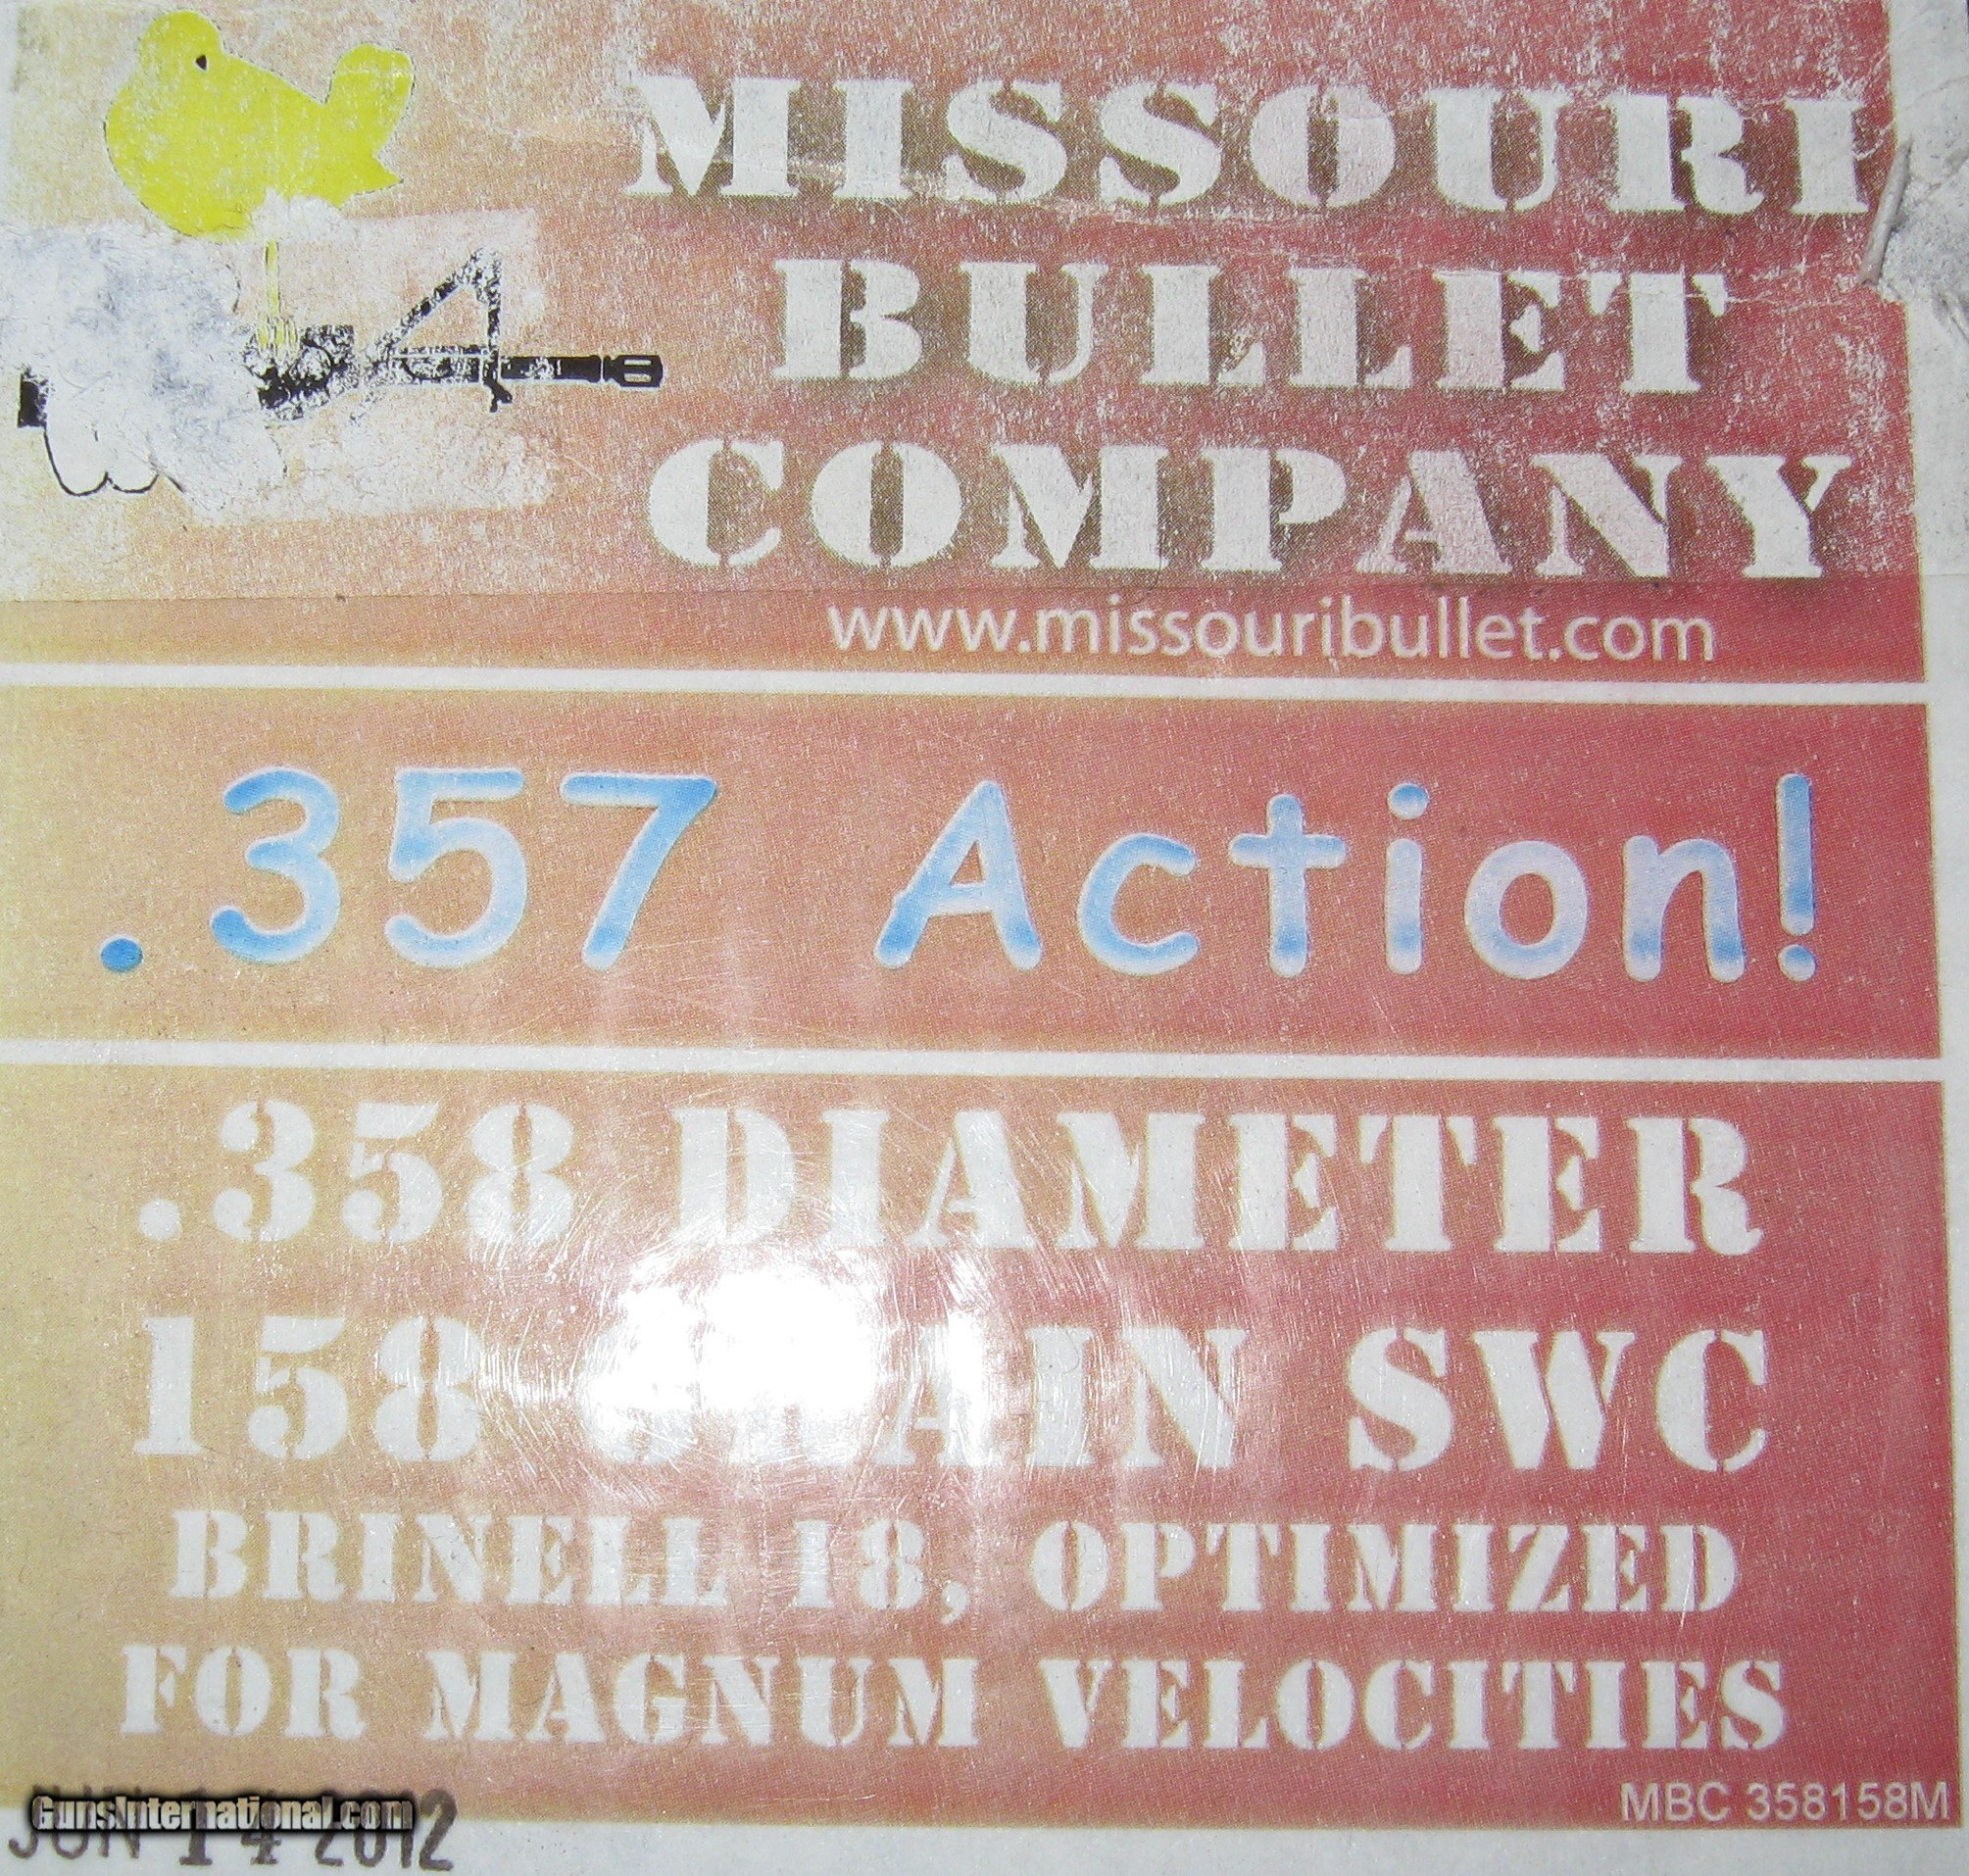 MISSOURI
BULLET
COMPANY
www.missouribullet.com
.357 Action!
.358 DIAMETER
158 GRAIN SWC
BRINELL 18, OPTIMIZED
FOR MAGNUM VELOCITIES
MBC 358158M
GunsInternational.com
JUN 14 2012